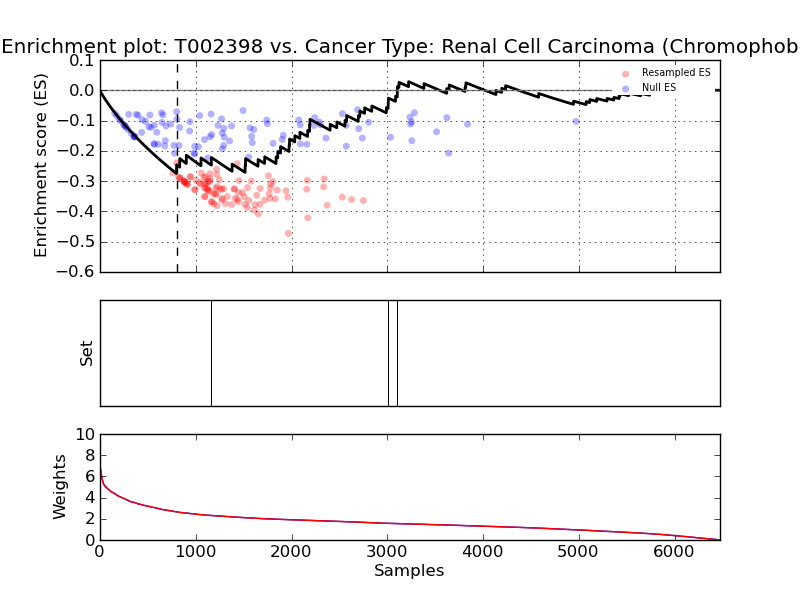 Enrichment plot: T002398 vs. Cancer Type: Renal Cell Carcinoma (Chromophob
0.1
0.0
−0.1
−0.2
−0.3
−0.4
−0.5
−0.6
Enrichment score (ES)
Resampled ES
Null ES
Set
10
8
6
4
2
0
Weights
0 1000 2000 3000 4000 5000 6000
Samples